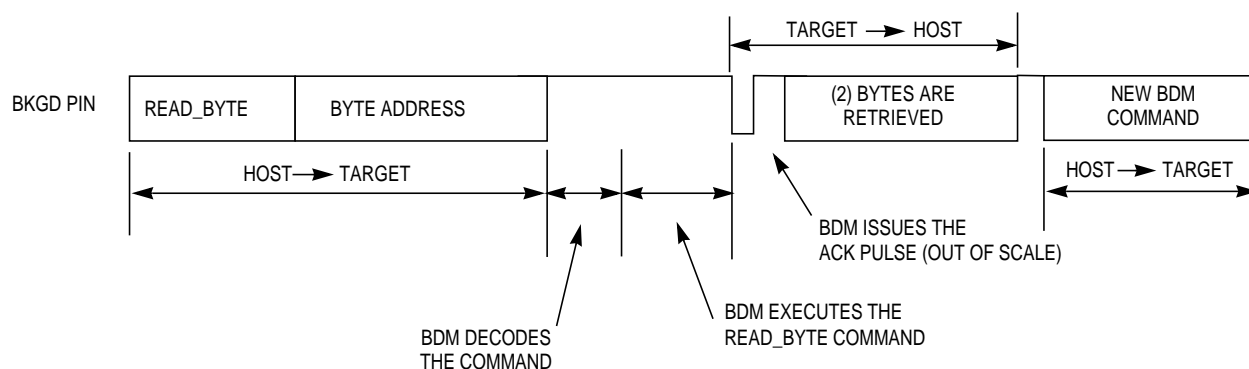 TARGET → HOST
BKGD PIN
READ_BYTE
BYTE ADDRESS
(2) BYTES ARE
RETRIEVED
NEW BDM
COMMAND
HOST → TARGET
HOST → TARGET
BDM ISSUES THE
ACK PULSE (OUT OF SCALE)
BDM EXECUTES THE
READ_BYTE COMMAND
BDM DECODES
THE COMMAND